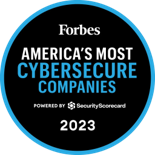 Forbes
AMERICA'S MOST
CYBERSECURE
COMPANIES
POWERED BY SecurityScorecard
2023